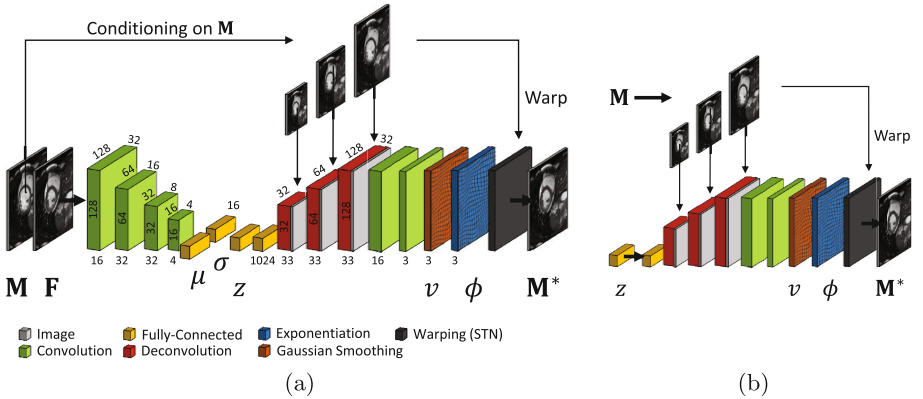 Conditioning on M
Warp
128
32
128
16
64
16
64
32
8
32
16
32
16
4
4
16
32
32
33
64
64
33
128
32
128
33
16
3
3
3
1024
M F
μ σ
z
v ϕ
M*
M
Warp
z
v ϕ
M*
Image
Fully-Connected
Exponentiation
Warping (STN)
Convolution
Deconvolution
Gaussian Smoothing
(a)
(b)